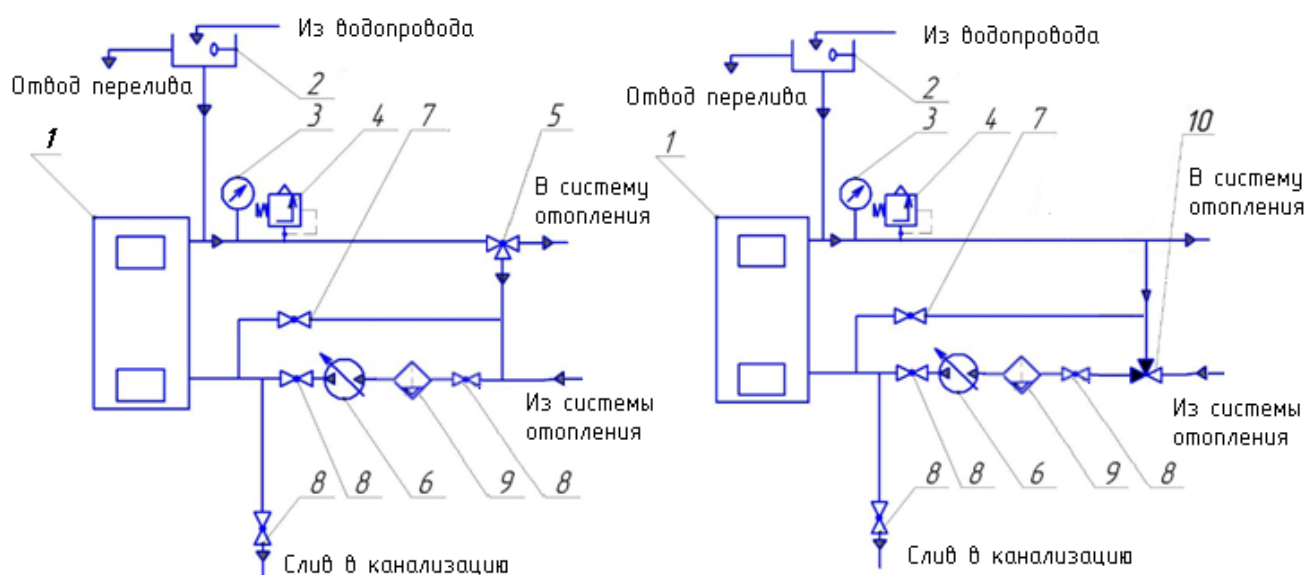 Из водопровода
Отвод перелива
2
3
4
7
5
1
В систему
отопления
Из системы
отопления
8
8
6
9
8
Слив в канализацию
Из водопровода
Отвод перелива
2
3
4
7
10
1
В систему
отопления
Из системы
отопления
8
8
6
9
8
Слив в канализацию